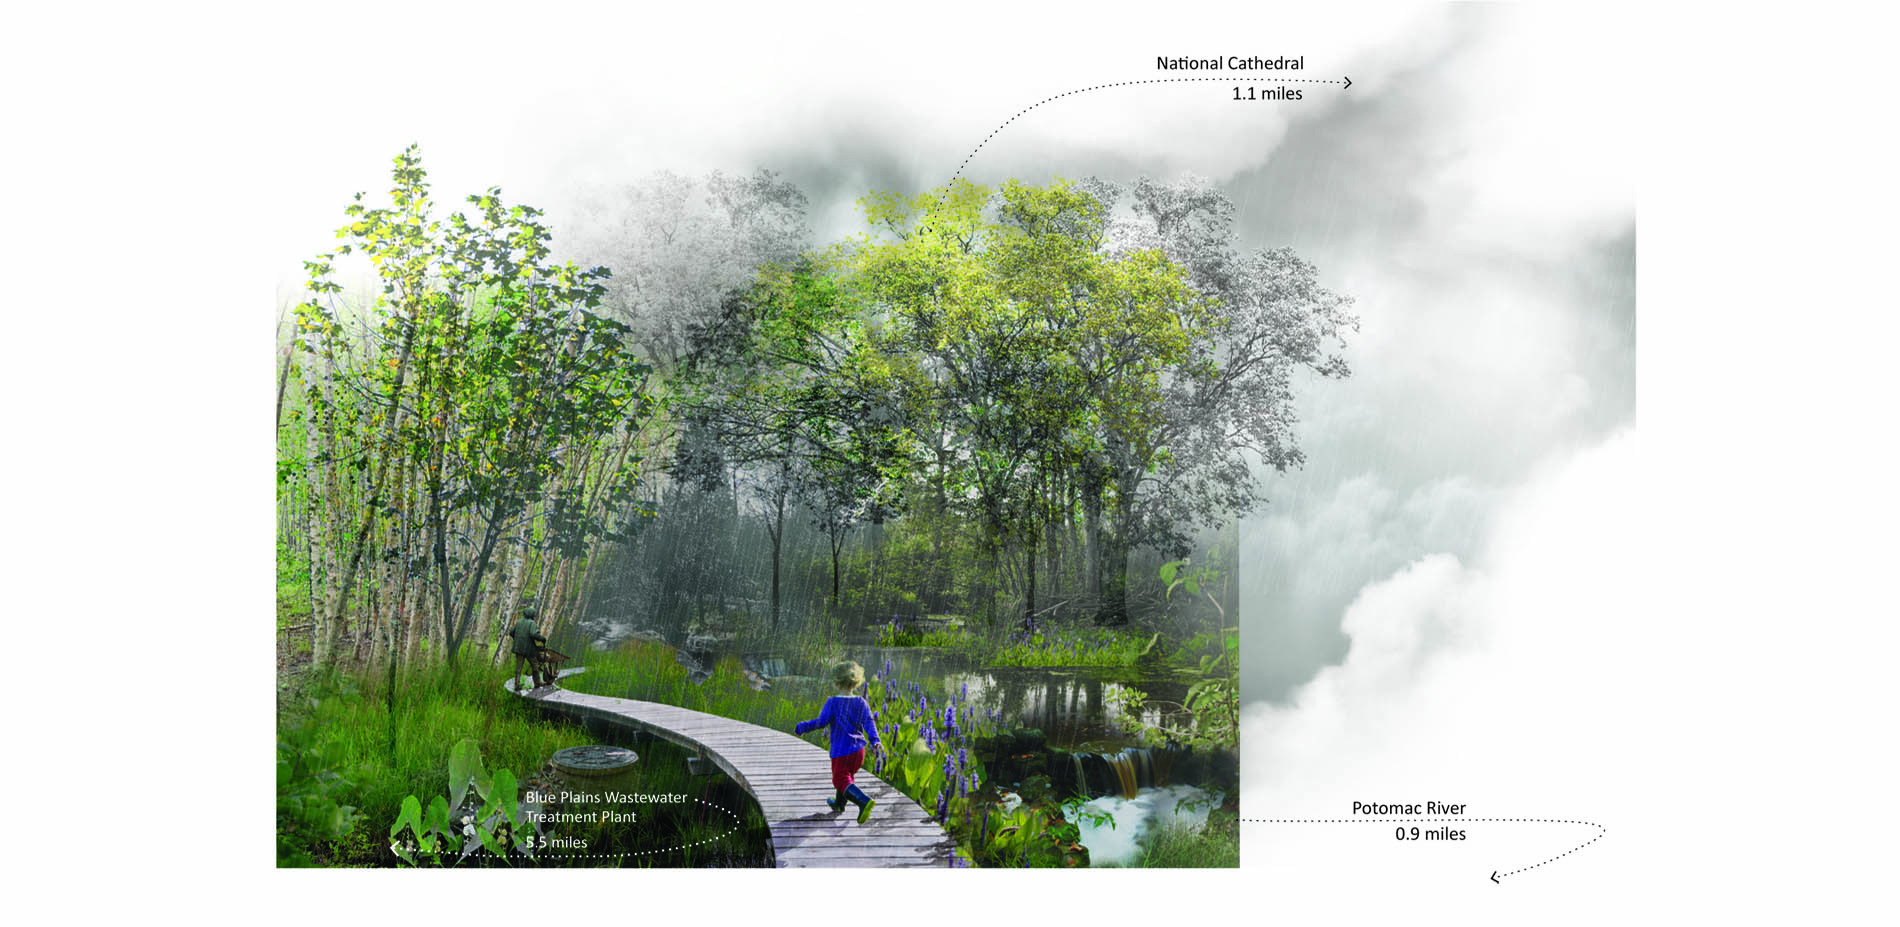 National Cathedral
1.1 miles
Blue Plains Wastewater
Treatment Plant
5.5 miles
Potomac River
0.9 miles